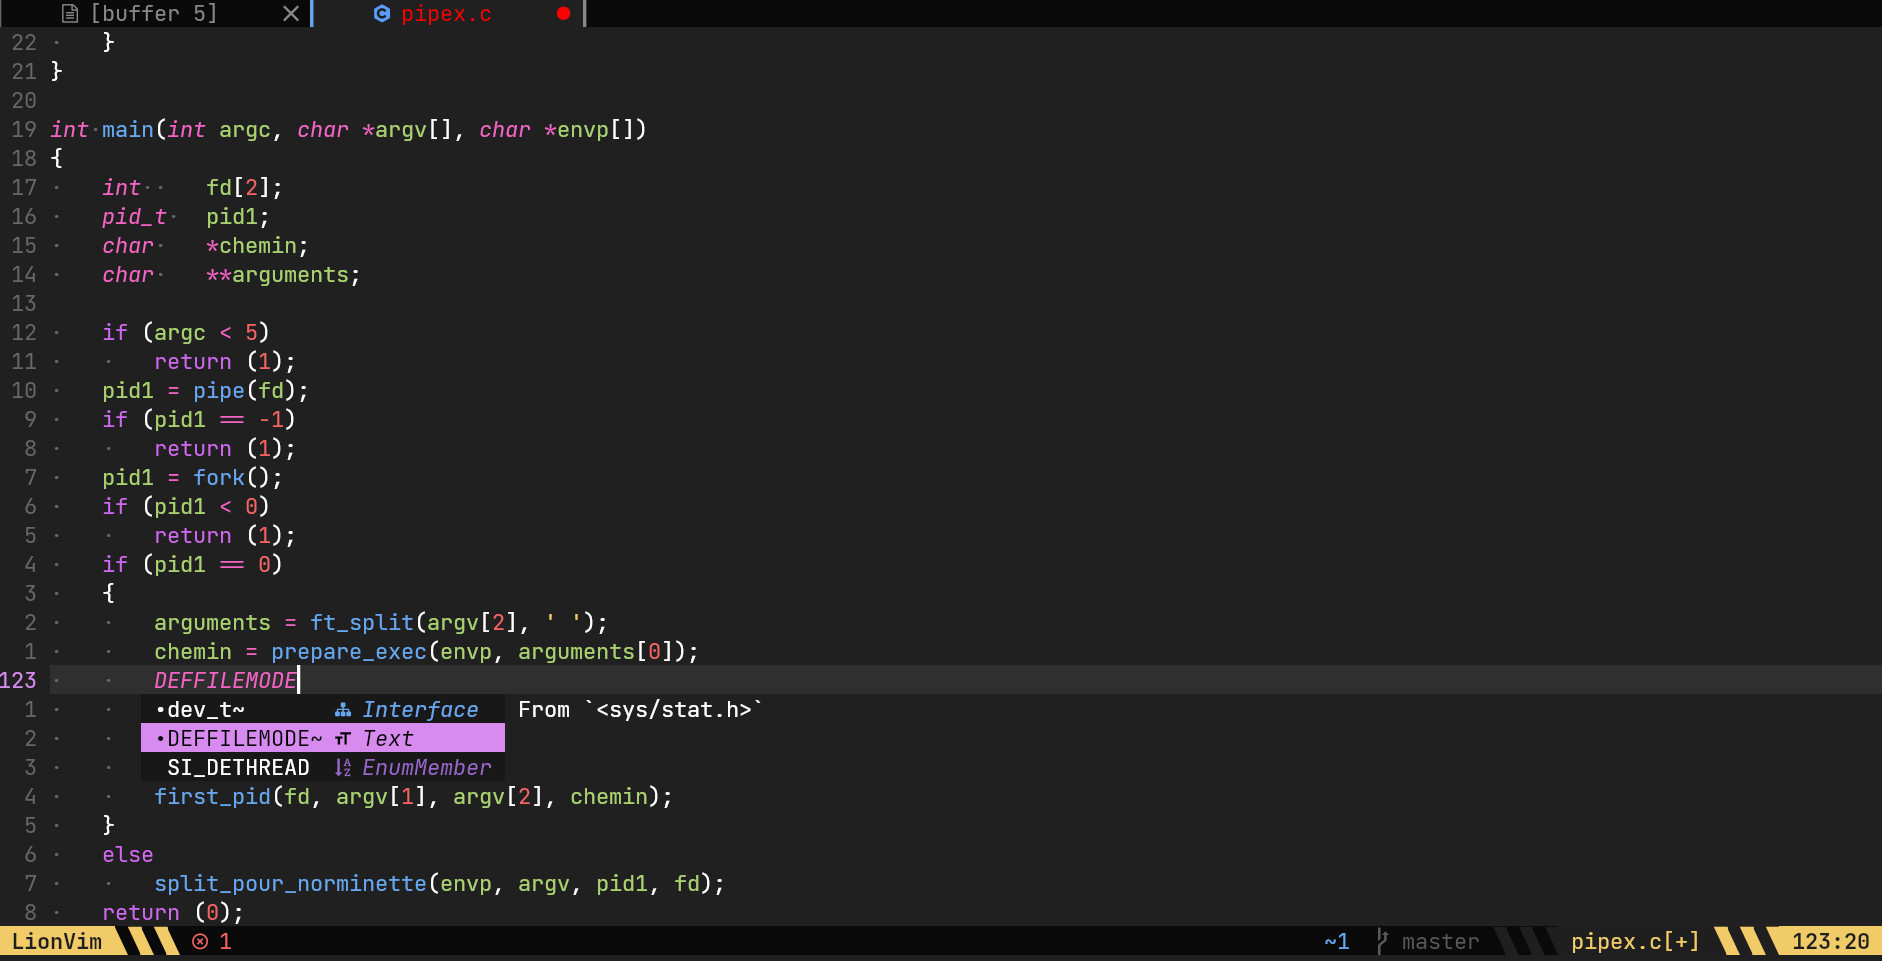 [buffer 5] pipex.c
22 }
21 }
20
19 int main(int argc, char *argv[], char *envp[])
18 {
17 int fd[2];
16 pid_t pid1;
15 char *chemin;
14 char **arguments;
13
12 if (argc < 5)
11 return (1);
10 pid1 = pipe(fd);
9 if (pid1 == -1)
8 return (1);
7 pid1 = fork();
6 if (pid1 < 0)
5 return (1);
4 if (pid1 == 0)
3 {
2 arguments = ft_split(argv[2], ' ');
1 chemin = prepare_exec(envp, arguments[0]);
123 DEFFILEMODE
1 •dev_t~ Interface From `<sys/stat.h>`
2 •DEFFILEMODE~ Text
3 SI_DETHREAD EnumMember
4 first_pid(fd, argv[1], argv[2], chemin);
5 }
6 else
7 split_pour_norminette(envp, argv, pid1, fd);
8 return (0);
LionVim 1 ~1 master pipex.c[+] 123:20